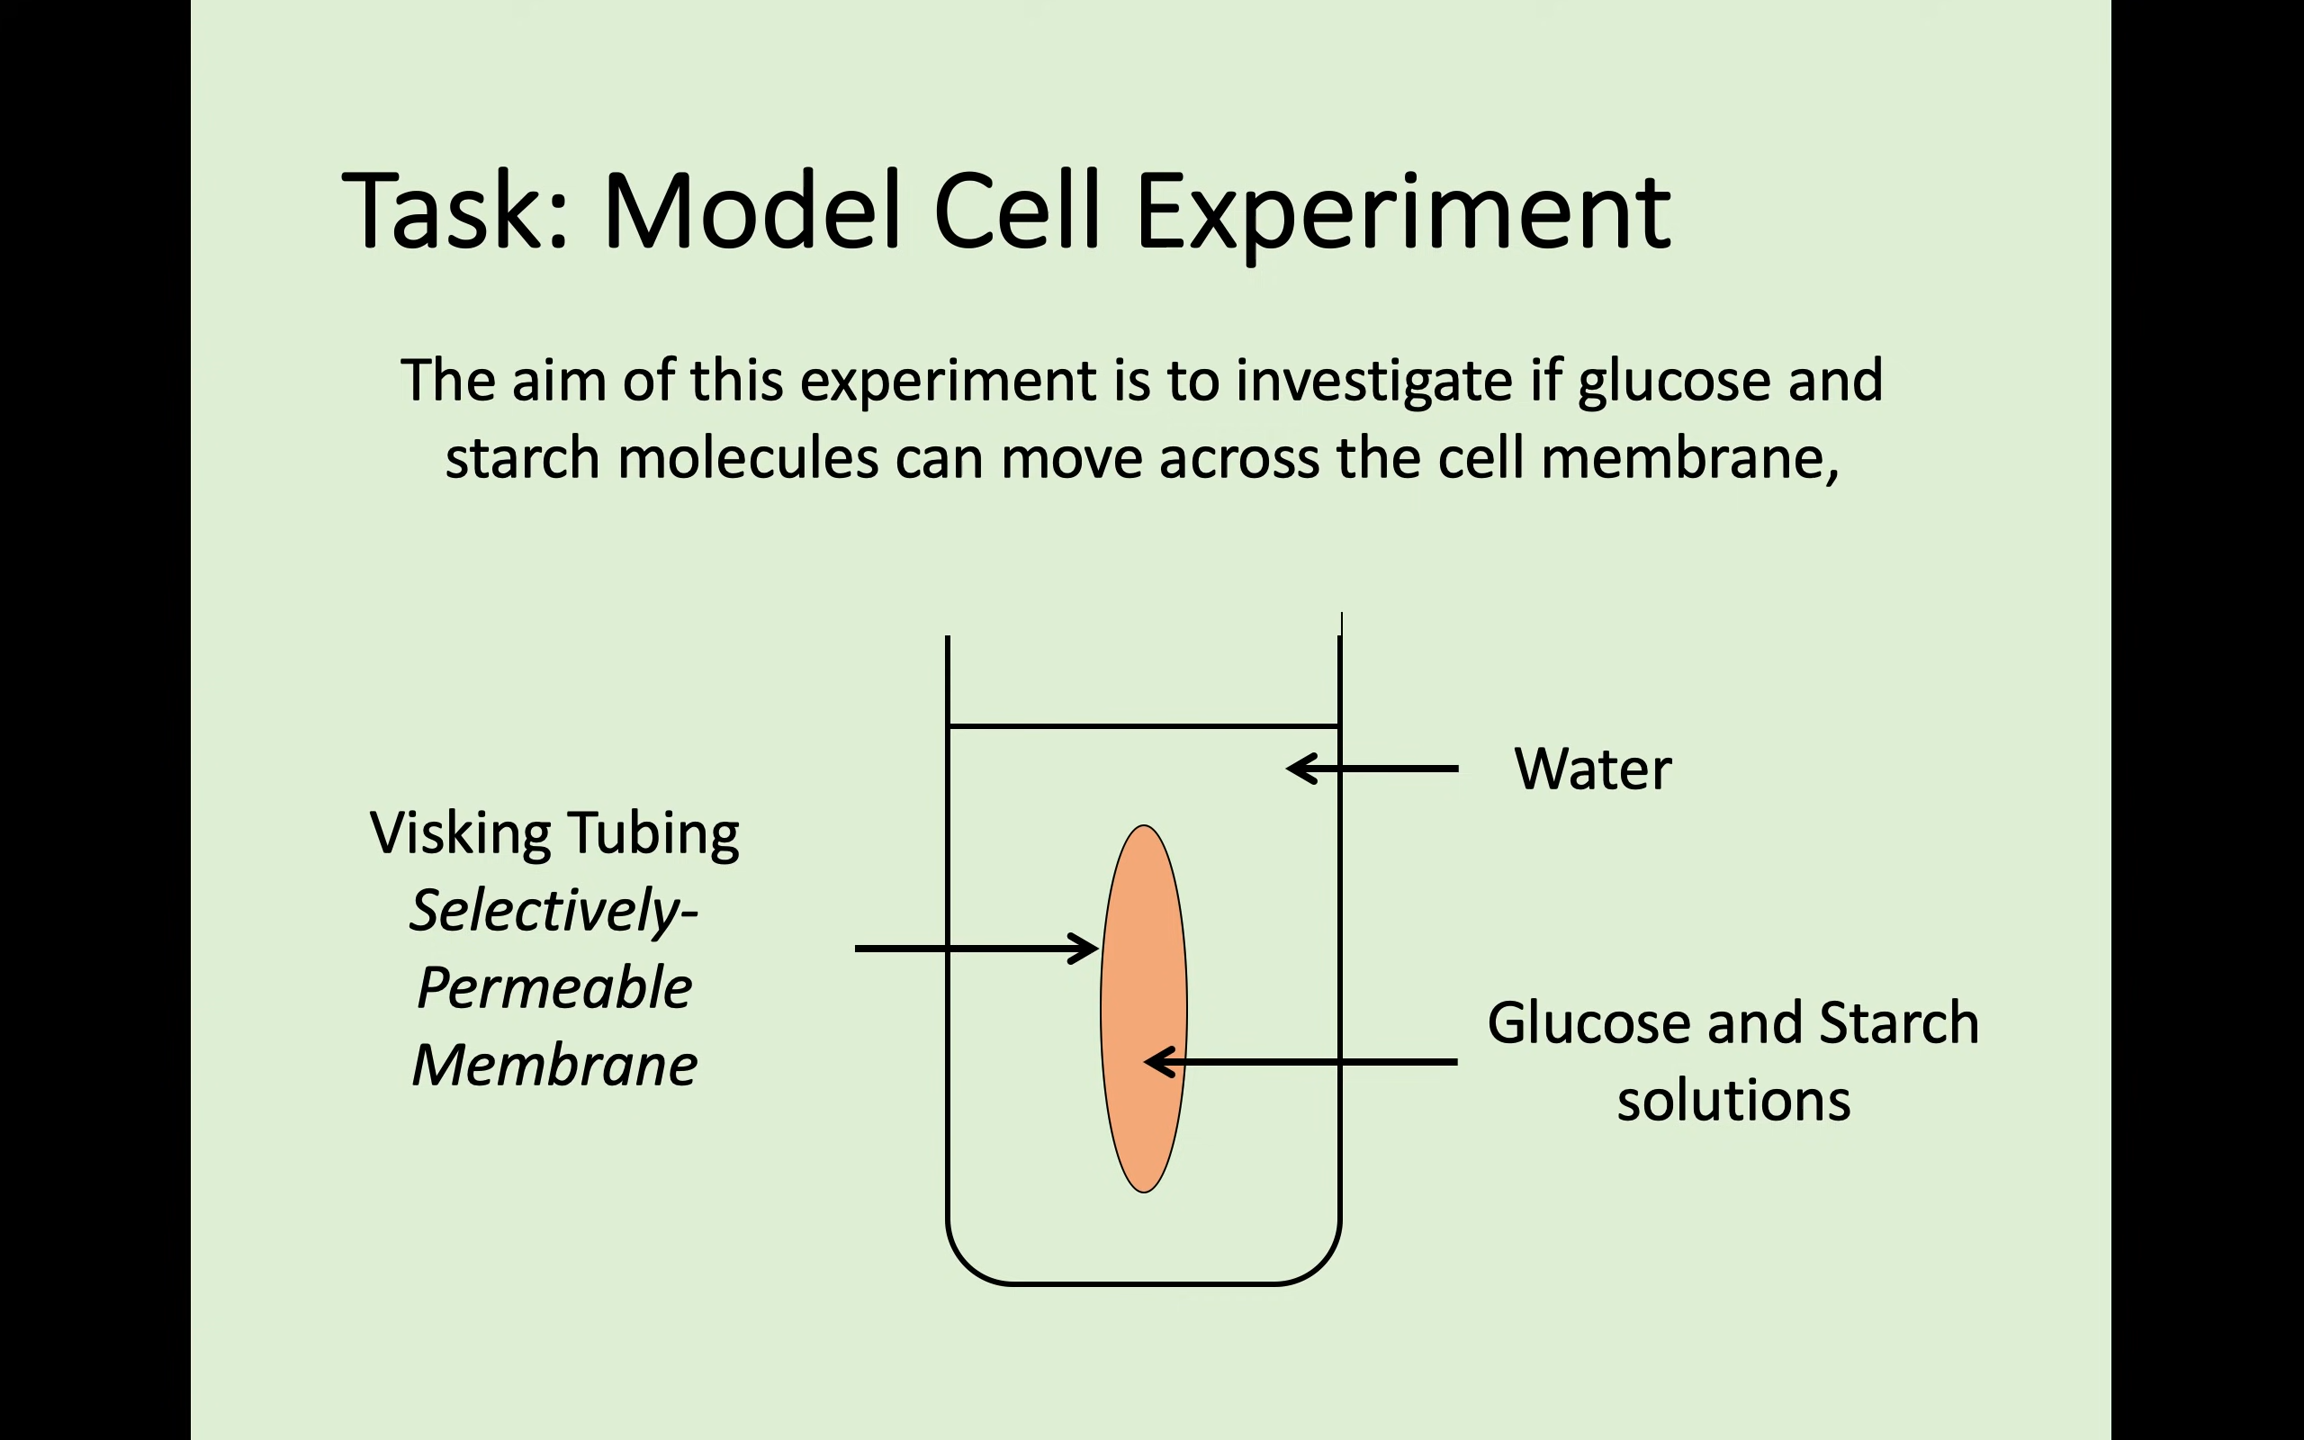 Task: Model Cell Experiment
The aim of this experiment is to investigate if glucose and
starch molecules can move across the cell membrane,
Water
Visking Tubing
Selectively-
Permeable
Membrane
Glucose and Starch
solutions